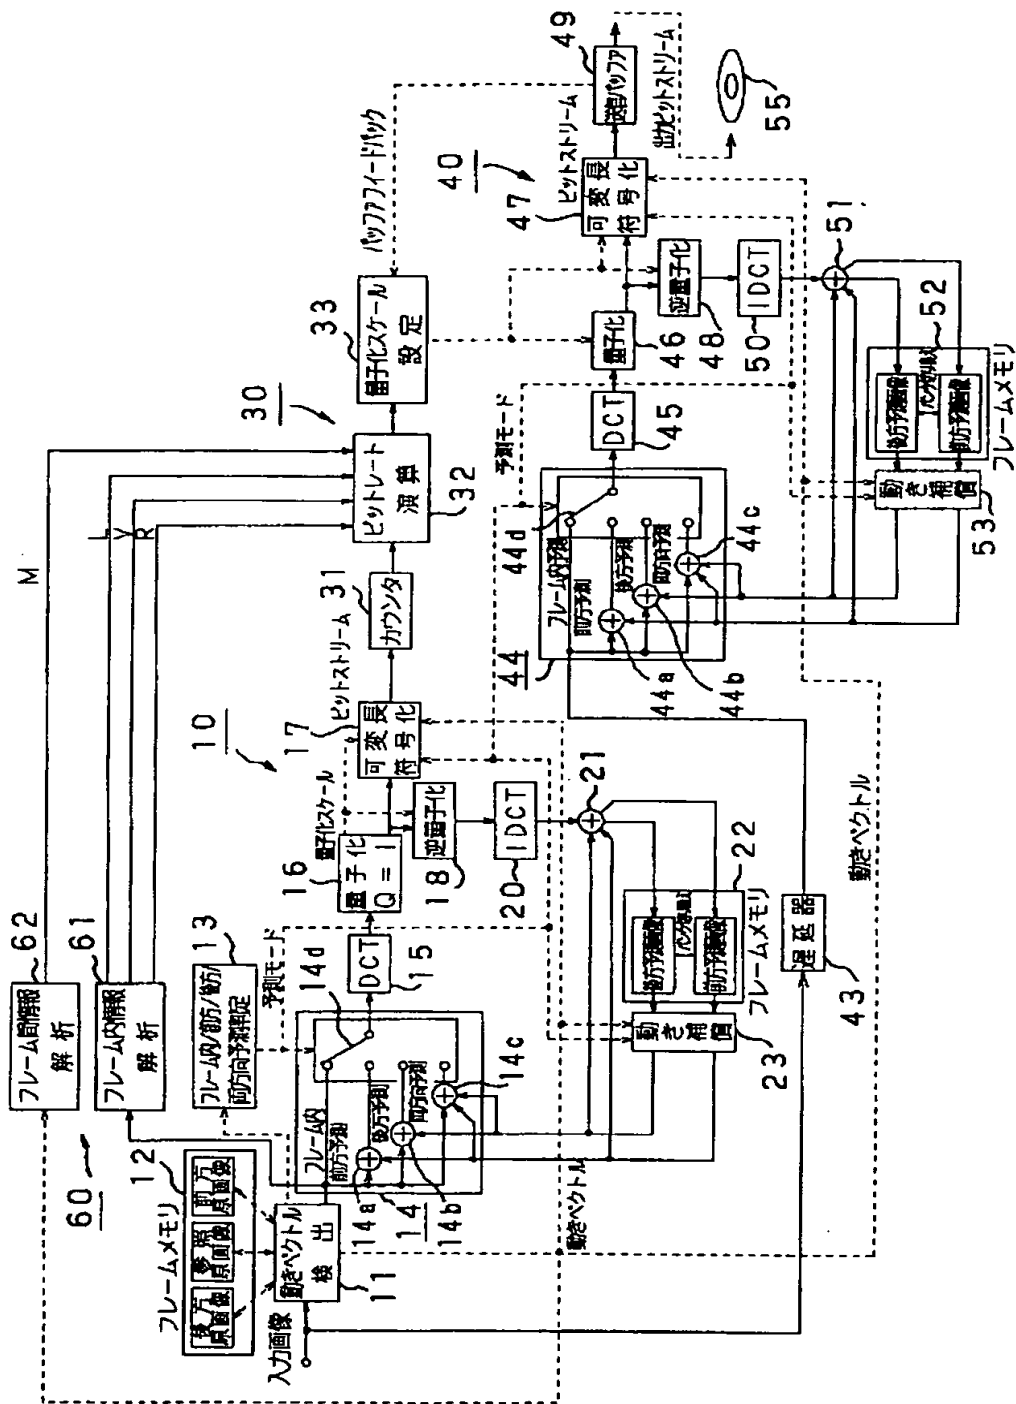 60
フレーム間情報
解析
62
フレーム内情報
解析
61
フレーム内/前方/後方/
両方向予測判定
13
フレームメモリ
12
後方
原画像
参照
原画像
前方
原画像
入力画像
動きベクトル
検出
11
M
L
Y
R
10
14
14a
14b
14c
14d
フレーム内
前方予測
後方予測
両方向予測
予測モード
DCT
15
量子化
Q=1
16
量子化スケール
可変長
符号化
17
ビットストリーム
逆量子化
18
IDCT
20
21
フレームメモリ
22
後方予測画像
前方予測画像
動き補償
23
動きベクトル
遅延器
43
動きベクトル
30
カウンタ
31
ビットレート
演算
32
量子化スケール
設定
33
バッファフィードバック
40
44
44a
44b
44c
44d
フレーム内予測
前方予測
後方予測
両方向予測
予測モード
DCT
45
量子化
46
可変長
符号化
47
ビットストリーム
逆量子化
48
送信バッファ
49
出力ビットストリーム
55
IDCT
50
51
フレームメモリ
52
後方予測画像
前方予測画像
動き補償
53